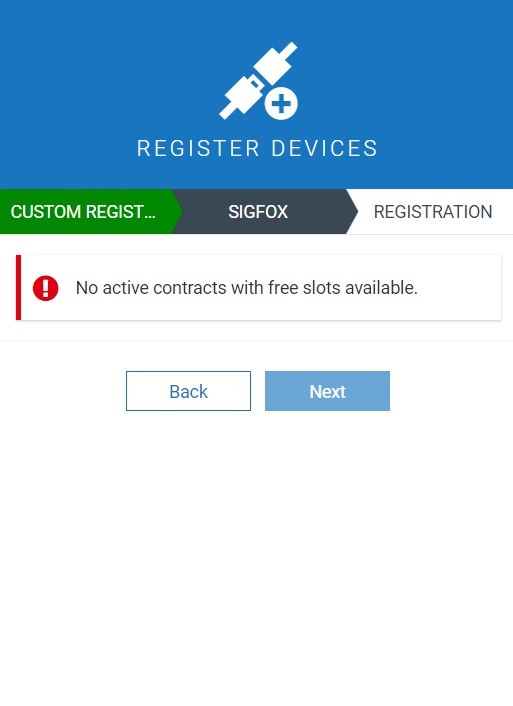 REGISTER DEVICES
CUSTOM REGIST...
SIGFOX
REGISTRATION
No active contracts with free slots available.
Back
Next